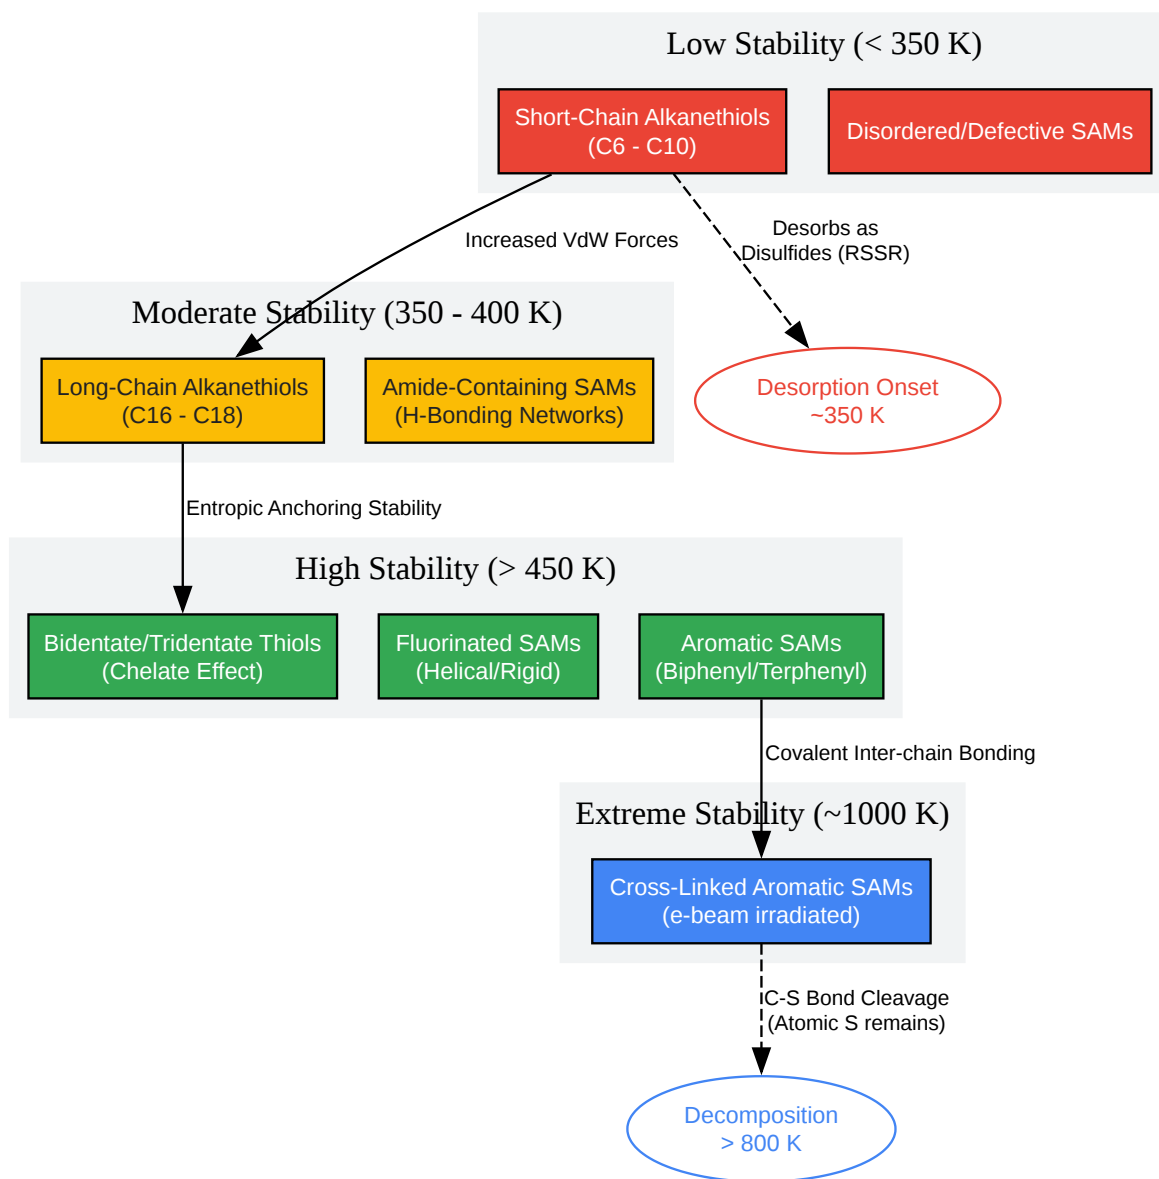 Low Stability (< 350 K)
Short-Chain Alkanethiols
(C6 - C10)
Disordered/Defective SAMs
Increased VdW Forces
Desorbs as
Disulfides (RSSR)
Moderate Stability (350 - 400 K)
Long-Chain Alkanethiols
(C16 - C18)
Amide-Containing SAMs
(H-Bonding Networks)
Desorption Onset
~350 K
Entropic Anchoring Stability
High Stability (> 450 K)
Bidentate/Tridentate Thiols
(Chelate Effect)
Fluorinated SAMs
(Helical/Rigid)
Aromatic SAMs
(Biphenyl/Terphenyl)
Covalent Inter-chain Bonding
Extreme Stability (~1000 K)
Cross-Linked Aromatic SAMs
(e-beam irradiated)
C-S Bond Cleavage
(Atomic S remains)
Decomposition
> 800 K